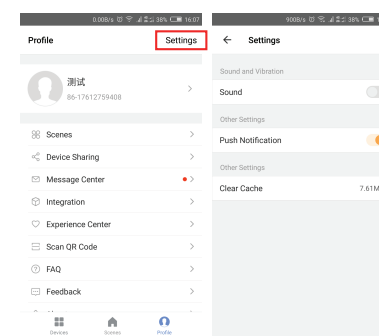 0.00B/s 38% 16:07
Profile Settings
测试
86-17612759408
Scenes
Device Sharing
Message Center
Integration
Experience Center
Scan QR Code
FAQ
Feedback
Devices Scenes Profile
900B/s 38%
Settings
Sound and Vibration
Sound
Other Settings
Push Notification
Other Settings
Clear Cache 7.61M